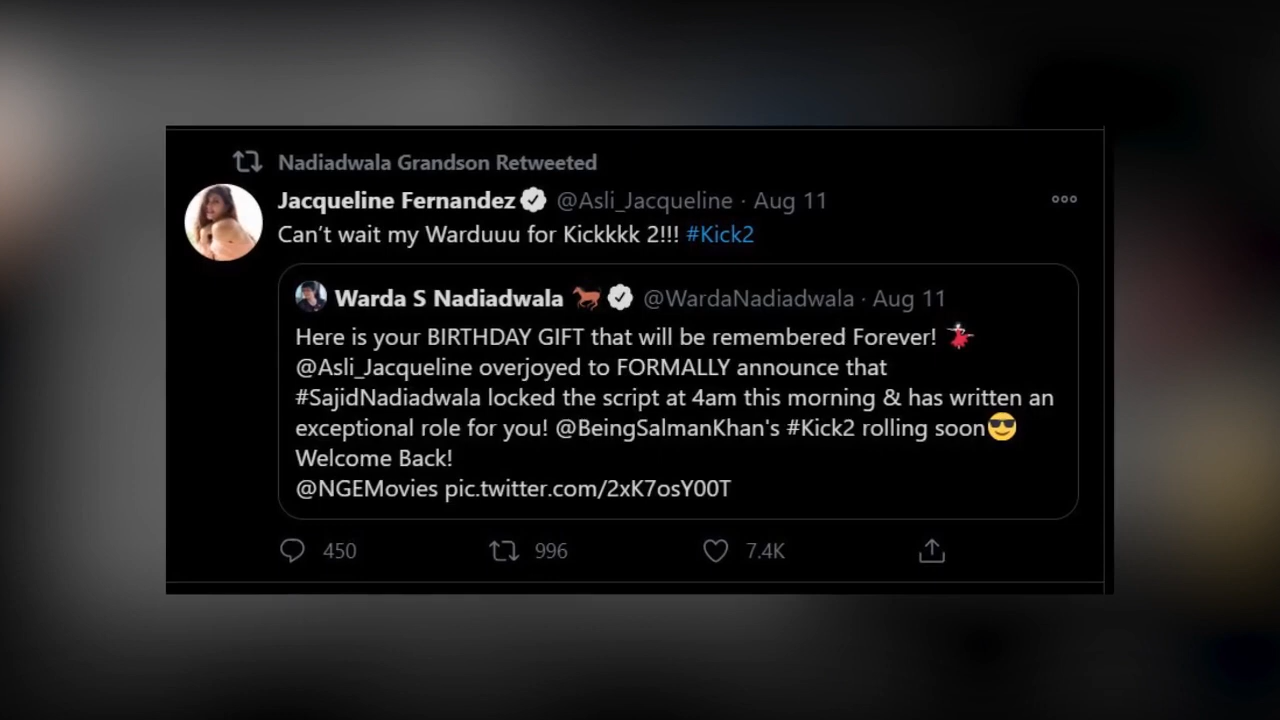 Nadiadwala Grandson Retweeted
Jacqueline Fernandez @Asli_Jacqueline · Aug 11
Can't wait my Warduuu for Kickkkk 2!!! #Kick2
Warda S Nadiadwala 🐎 @WardaNadiadwala · Aug 11
Here is your BIRTHDAY GIFT that will be remembered Forever! 💃
@Asli_Jacqueline overjoyed to FORMALLY announce that
#SajidNadiadwala locked the script at 4am this morning & has written an
exceptional role for you! @BeingSalmanKhan's #Kick2 rolling soon😎
Welcome Back!
@NGEMovies pic.twitter.com/2xK7osY00T
450 996 7.4K